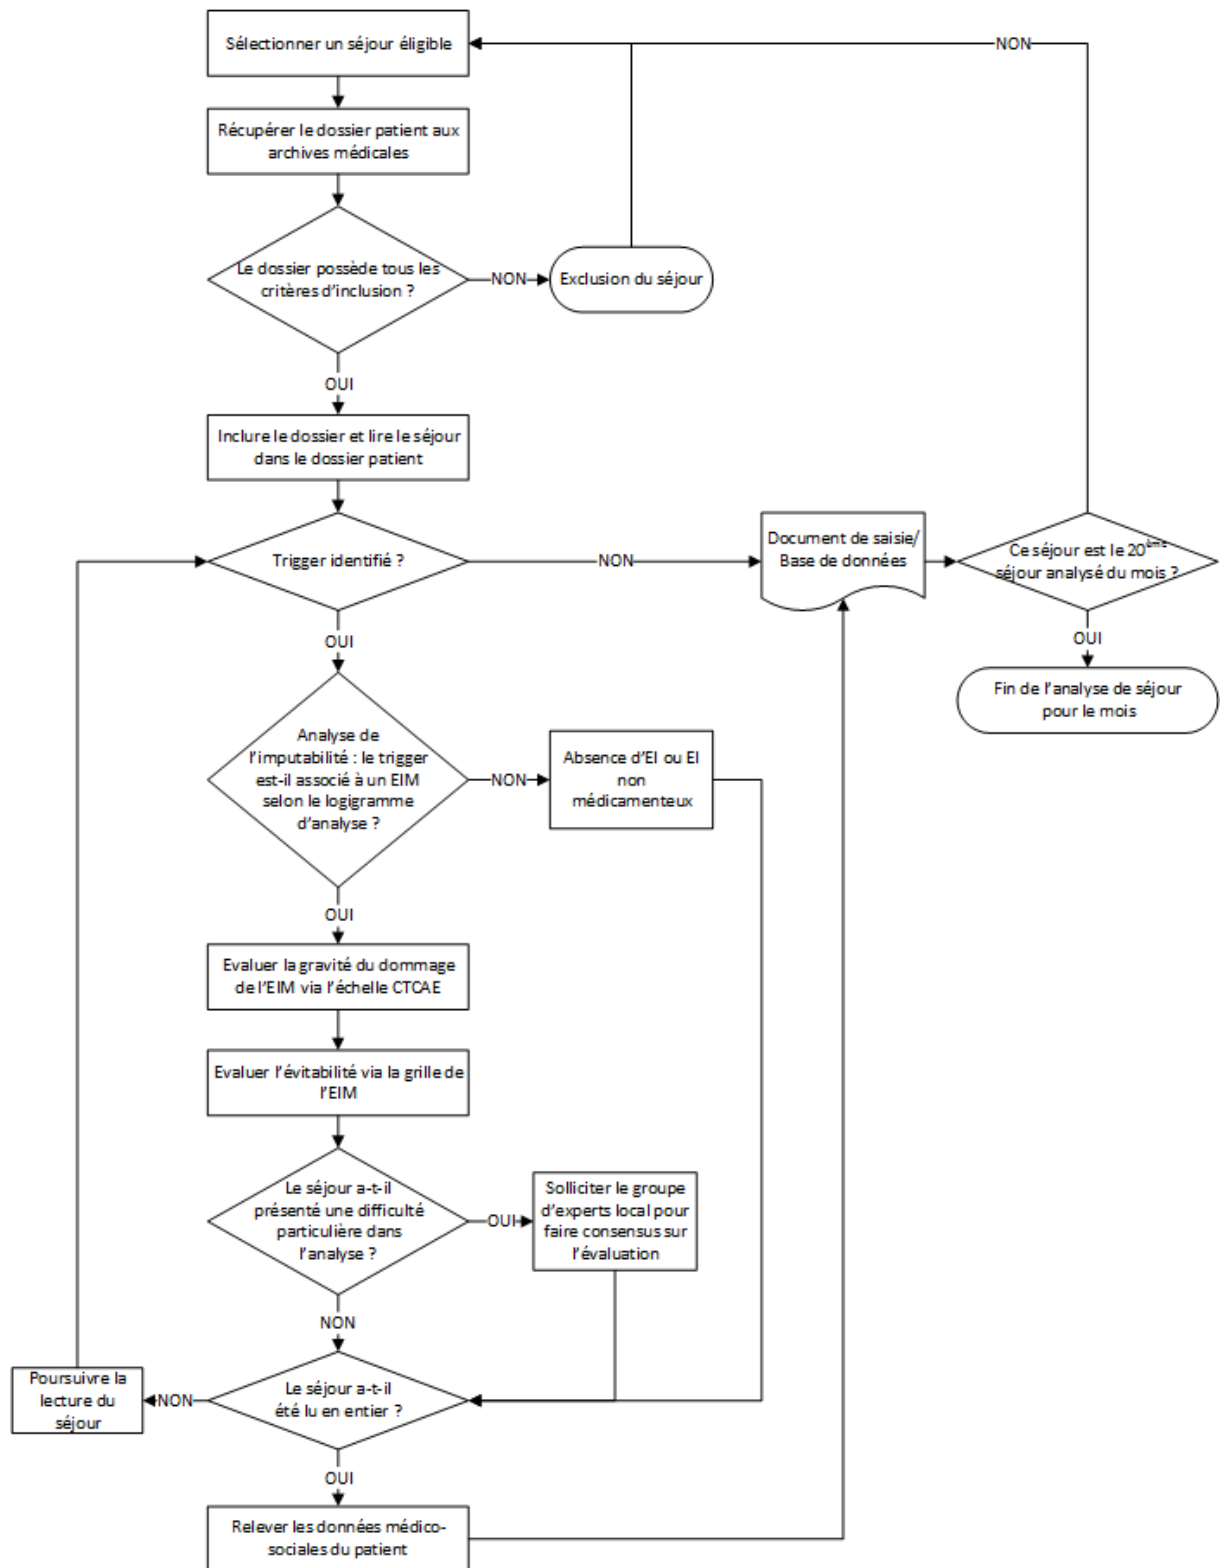 Sélectionner un séjour éligible
NON
Récupérer le dossier patient aux
archives médicales
Le dossier possède tous les
critères d'inclusion ?
NON
Exclusion du séjour
OUI
Inclure le dossier et lire le séjour
dans le dossier patient
Trigger identifié ?
NON
Document de saisie/
Base de données
Ce séjour est le 20ème
séjour analysé du mois ?
OUI
OUI
Fin de l'analyse de séjour
pour le mois
Analyse de
l'imputabilité : le trigger
est-il associé à un EIM
selon le logigramme
d'analyse ?
NON
Absence d'EI ou EI
non
médicamenteux
OUI
Evaluer la gravité du dommage
de l'EIM via l'échelle CTCAE
Evaluer l'évitabilité via la grille de
l'EIM
Le séjour a-t-il
présenté une difficulté
particulière dans
l'analyse ?
OUI
Solliciter le groupe
d'experts local pour
faire consensus sur
l'évaluation
NON
Poursuivre la
lecture du
séjour
NON
Le séjour a-t-il
été lu en entier ?
OUI
Relever les données médico-
sociales du patient